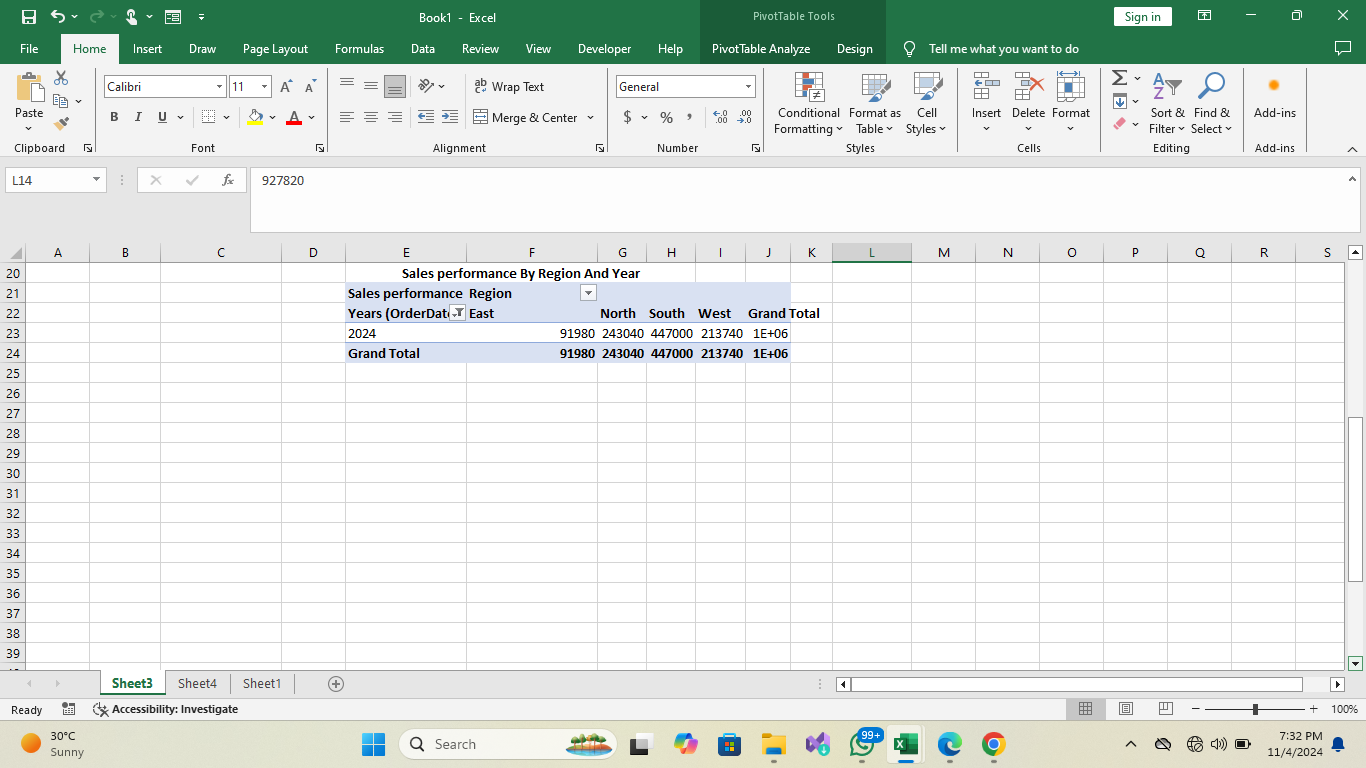 Book1 - Excel
PivotTable Tools
Sign in
File Home Insert Draw Page Layout Formulas Data Review View Developer Help PivotTable Analyze Design Tell me what you want to do
Paste
Calibri 11
B I U A
ab Wrap Text
Merge & Center
General
$ % ,
Conditional Formatting
Format as Table
Cell Styles
Insert
Delete
Format
Sort & Filter
Find & Select
Add-ins
Clipboard Font Alignment Number Styles Cells Editing Add-ins
L14 fx 927820
A B C D E F G H I J K L M N O P Q R S
20 Sales performance By Region And Year
21 Sales performance Region
22 Years (OrderDate East North South West Grand Total
23 2024 91980 243040 447000 213740 1E+06
24 Grand Total 91980 243040 447000 213740 1E+06
25
26
27
28
29
30
31
32
33
34
35
36
37
38
39
Sheet3 Sheet4 Sheet1
Ready Accessibility: Investigate 100%
30°C
Sunny
Search
99+
7:32 PM
11/4/2024